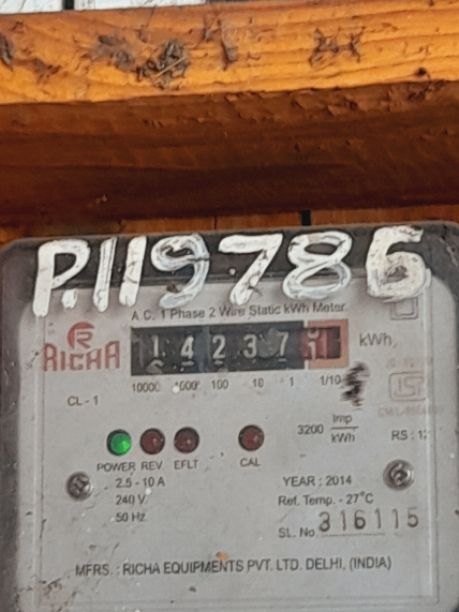 P.119786
A.C. 1 Phase 2 Wire Static kWh Meter
RICHA
1 4 2 3 7
kWh
10000 1000 100 10 1 1/10
CL - 1
3200 Imp/kWh
POWER REV. EFLT CAL
2.5 - 10 A
240 V
50 Hz
YEAR : 2014
Ref. Temp. - 27°C
SL. No. 316115
MFRS. : RICHA EQUIPMENTS PVT. LTD. DELHI, (INDIA)